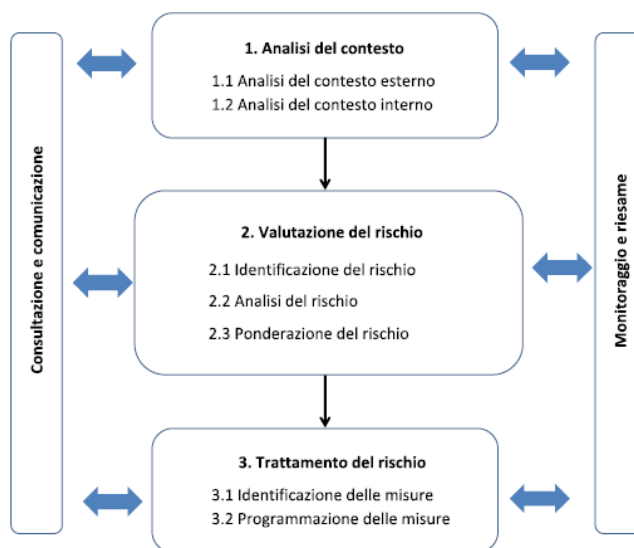 Consultazione e comunicazione
1. Analisi del contesto
1.1 Analisi del contesto esterno
1.2 Analisi del contesto interno
2. Valutazione del rischio
2.1 Identificazione del rischio
2.2 Analisi del rischio
2.3 Ponderazione del rischio
3. Trattamento del rischio
3.1 Identificazione delle misure
3.2 Programmazione delle misure
Monitoraggio e riesame